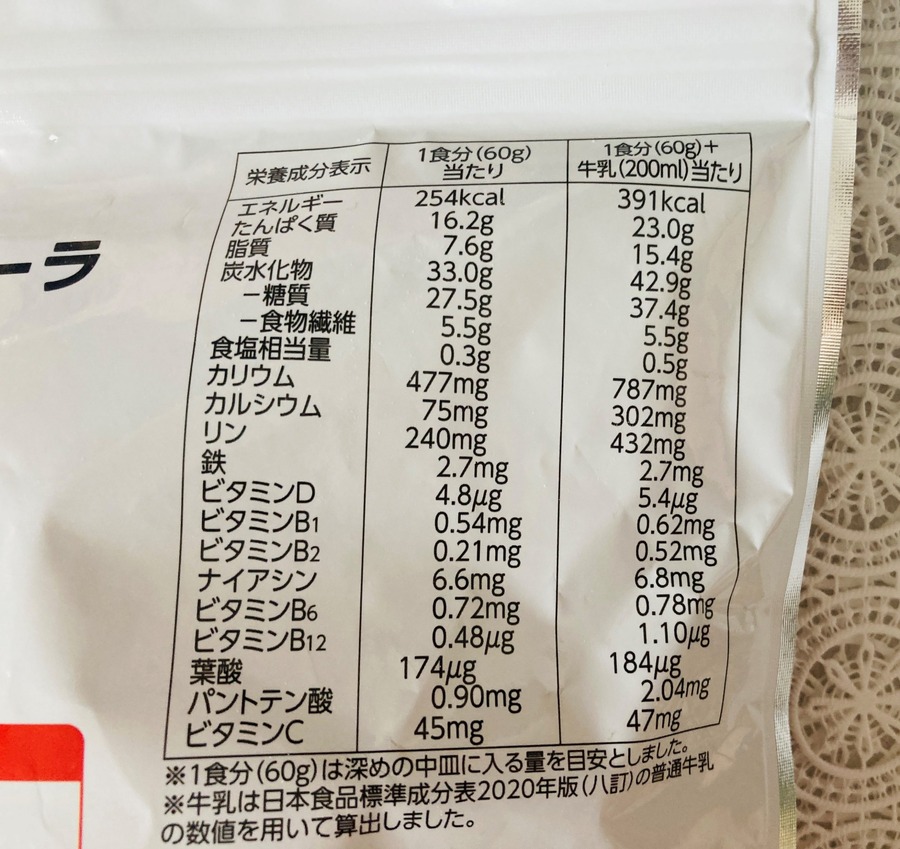 ーラ
栄養成分表示 1食分(60g)当たり 1食分(60g)+牛乳(200ml)当たり
エネルギー 254kcal 391kcal
たんぱく質 16.2g 23.0g
脂質 7.6g 15.4g
炭水化物 33.0g 42.9g
－糖質 27.5g 37.4g
－食物繊維 5.5g 5.5g
食塩相当量 0.3g 0.5g
カリウム 477mg 787mg
カルシウム 75mg 302mg
リン 240mg 432mg
鉄 2.7mg 2.7mg
ビタミンD 4.8μg 5.4μg
ビタミンB1 0.54mg 0.62mg
ビタミンB2 0.21mg 0.52mg
ナイアシン 6.6mg 6.8mg
ビタミンB6 0.72mg 0.78mg
ビタミンB12 0.48μg 1.10μg
葉酸 174μg 184μg
パントテン酸 0.90mg 2.04mg
ビタミンC 45mg 47mg
※1食分(60g)は深めの中皿に入る量を目安としました。
※牛乳は日本食品標準成分表2020年版(八訂)の普通牛乳
の数値を用いて算出しました。